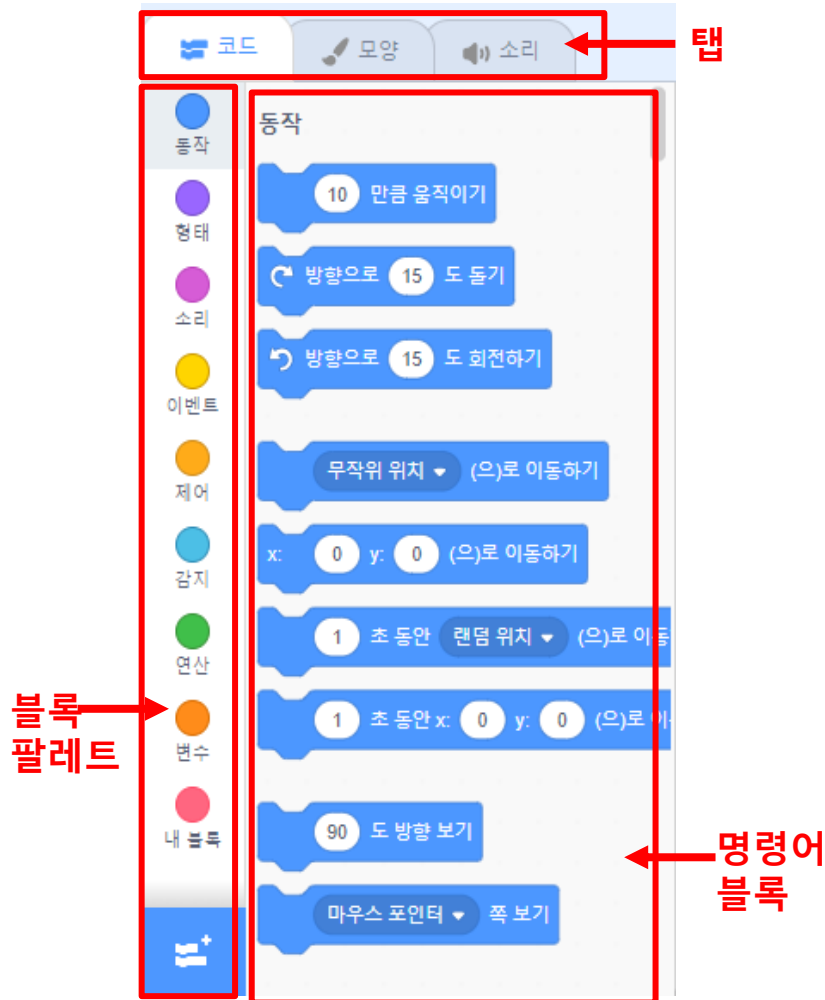 코드
모양
소리
탭
동작
형태
소리
이벤트
제어
감지
연산
변수
내 블록
블록
팔레트
동작
10 만큼 움직이기
방향으로 15 도 돌기
방향으로 15 도 회전하기
무작위 위치 (으)로 이동하기
x: 0 y: 0 (으)로 이동하기
1 초 동안 랜덤 위치 (으)로 이동
1 초 동안 x: 0 y: 0 (으)로 이
90 도 방향 보기
마우스 포인터 쪽 보기
명령어
블록